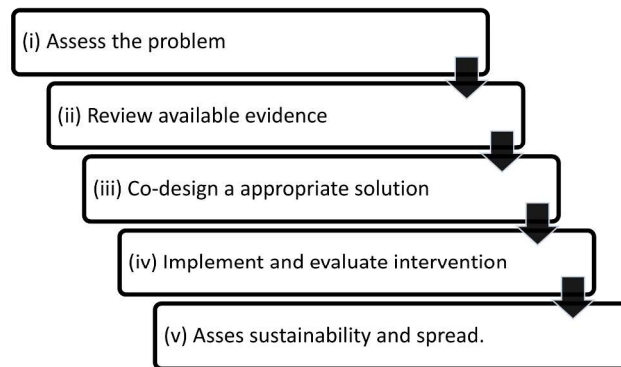 (i) Assess the problem
(ii) Review available evidence
(iii) Co-design a appropriate solution
(iv) Implement and evaluate intervention
(v) Asses sustainability and spread.